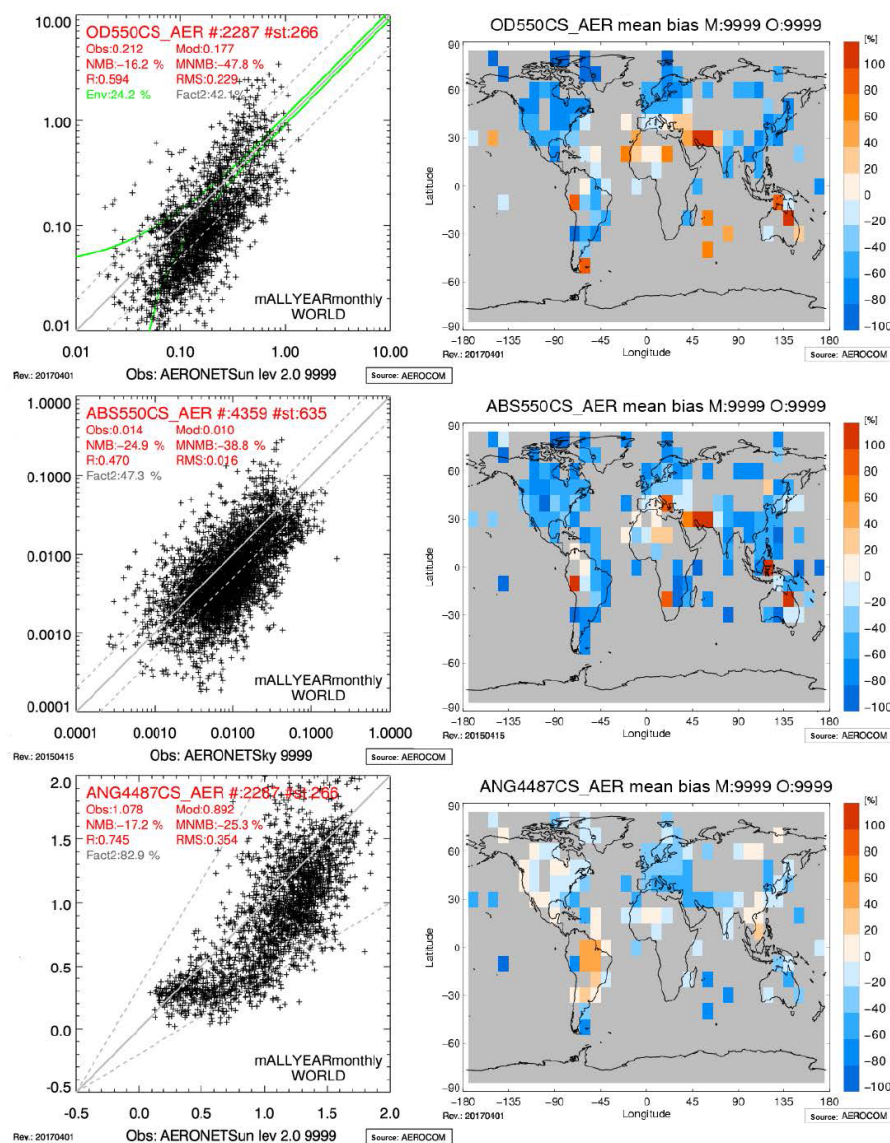 OD550CS_AER #:2287 #st:266
Obs:0.212 Mod:0.177
NMB:-16.2 % MNMB:-47.8 %
R:0.594 RMS:0.229
Env:24.2 % Fact2:42.1%
10.00
1.00
0.10
0.01
mALLYEARmonthly
WORLD
0.01 0.10 1.00 10.00
Rev.: 20170401
Obs: AERONETSun lev 2.0 9999
Source: AEROCOM
OD550CS_AER mean bias M:9999 O:9999
[%]
Latitude
90
60
30
0
-30
-60
-90
100
80
60
40
20
0
-20
-40
-60
-80
-100
-180 -135 -90 -45 0 45 90 135 180
Rev.: 20170401
Longitude
Source: AEROCOM
ABS550CS_AER #:4359 #st:635
Obs:0.014 Mod:0.010
NMB:-24.9 % MNMB:-38.8 %
R:0.470 RMS:0.016
Fact2:47.3 %
1.0000
0.1000
0.0100
0.0010
0.0001
mALLYEARmonthly
WORLD
0.0001 0.0010 0.0100 0.1000 1.0000
Rev.: 20150415
Obs: AERONETSky 9999
Source: AEROCOM
ABS550CS_AER mean bias M:9999 O:9999
[%]
Latitude
90
60
30
0
-30
-60
-90
100
80
60
40
20
0
-20
-40
-60
-80
-100
-180 -135 -90 -45 0 45 90 135 180
Rev.: 20150415
Longitude
Source: AEROCOM
ANG4487CS_AER #:2287 #st:266
Obs:1.078 Mod:0.892
NMB:-17.2 % MNMB:-25.3 %
R:0.745 RMS:0.354
Fact2:82.9 %
2.0
1.5
1.0
0.5
0.0
-0.5
mALLYEARmonthly
WORLD
-0.5 0.0 0.5 1.0 1.5 2.0
Rev.: 20170401
Obs: AERONETSun lev 2.0 9999
Source: AEROCOM
ANG4487CS_AER mean bias M:9999 O:9999
[%]
Latitude
90
60
30
0
-30
-60
-90
100
80
60
40
20
0
-20
-40
-60
-80
-100
-180 -135 -90 -45 0 45 90 135 180
Rev.: 20170401
Longitude
Source: AEROCOM